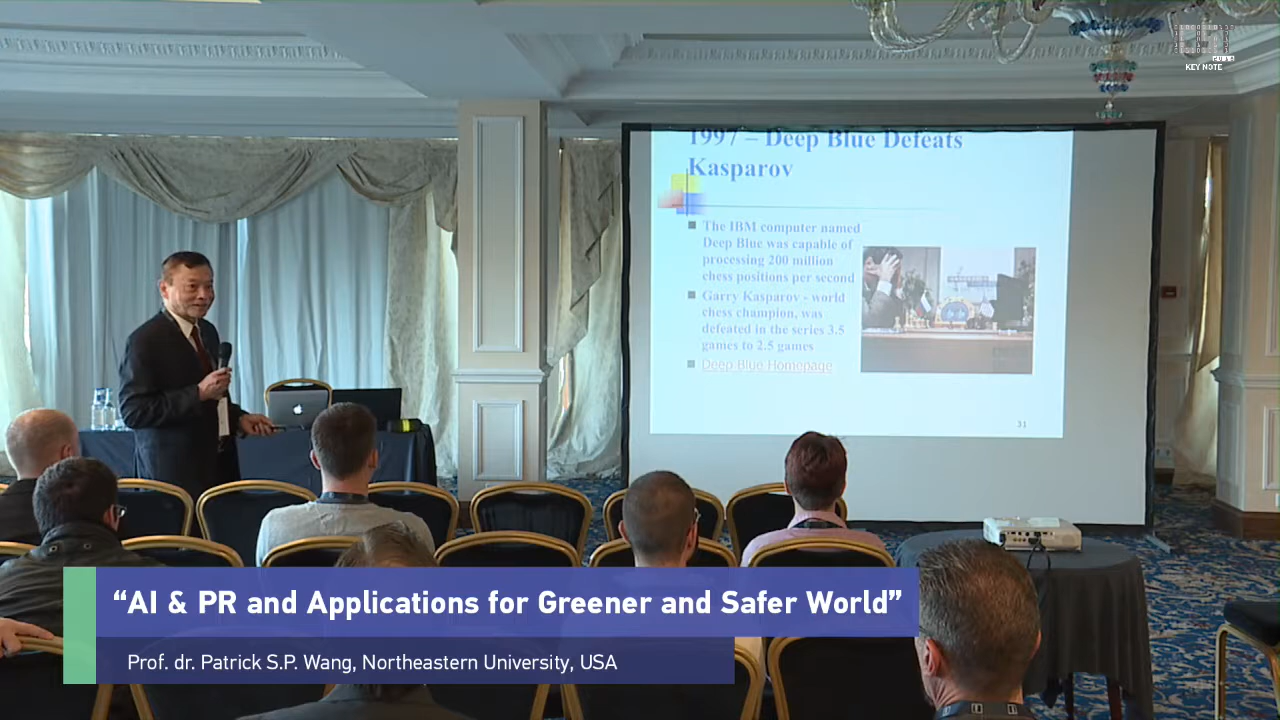 KEY NOTE
1997 – Deep Blue Defeats
Kasparov
The IBM computer named
Deep Blue was capable of
processing 200 million
chess positions per second
Garry Kasparov - world
chess champion, was
defeated in the series 3.5
games to 2.5 games
Deep Blue Homepage
31
“AI & PR and Applications for Greener and Safer World”
Prof. dr. Patrick S.P. Wang, Northeastern University, USA